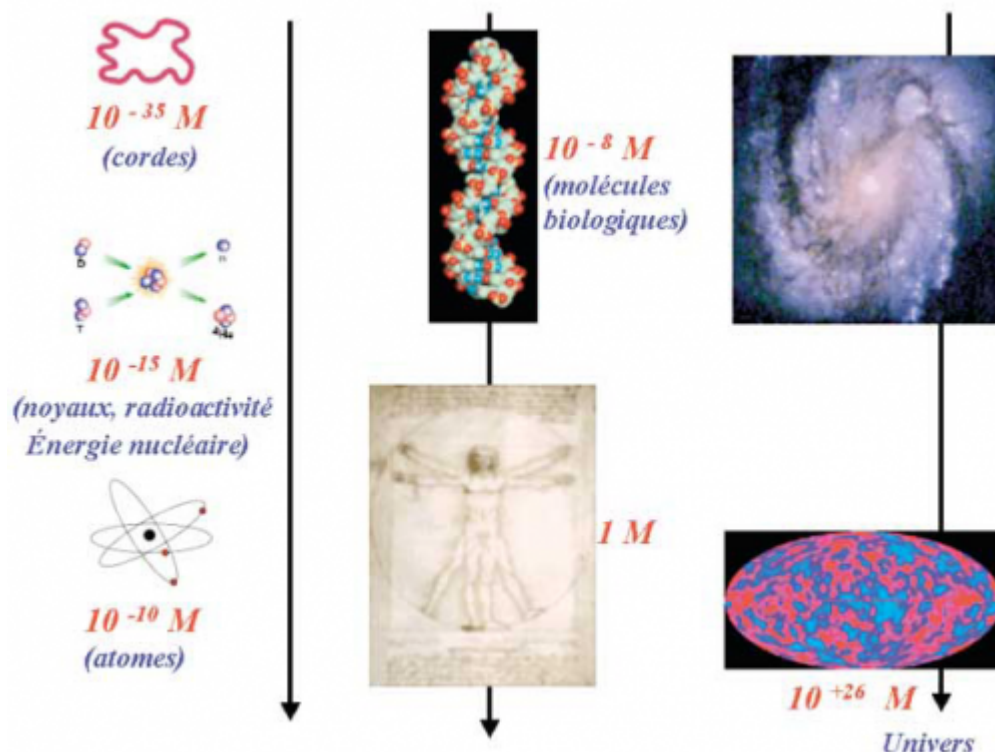 10 -35 M
(cordes)
D
n
T
4He
10 -15 M
(noyaux, radioactivité
Énergie nucléaire)
10 -10 M
(atomes)
10 -8 M
(molécules
biologiques)
1 M
10 +26 M
Univers